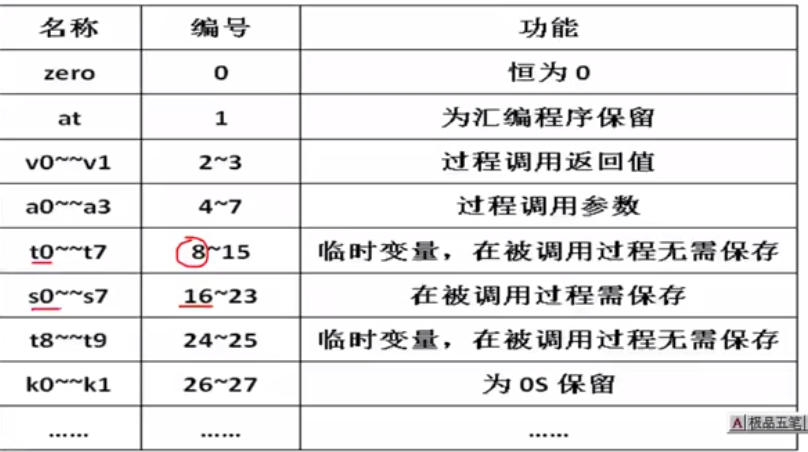 名称 编号 功能
zero 0 恒为 0
at 1 为汇编程序保留
v0~~v1 2~3 过程调用返回值
a0~~a3 4~7 过程调用参数
t0~~t7 8~15 临时变量，在被调用过程无需保存
s0~~s7 16~23 在被调用过程需保存
t8~~t9 24~25 临时变量，在被调用过程无需保存
k0~~k1 26~27 为 OS 保留
…… …… ……
A 极品五笔